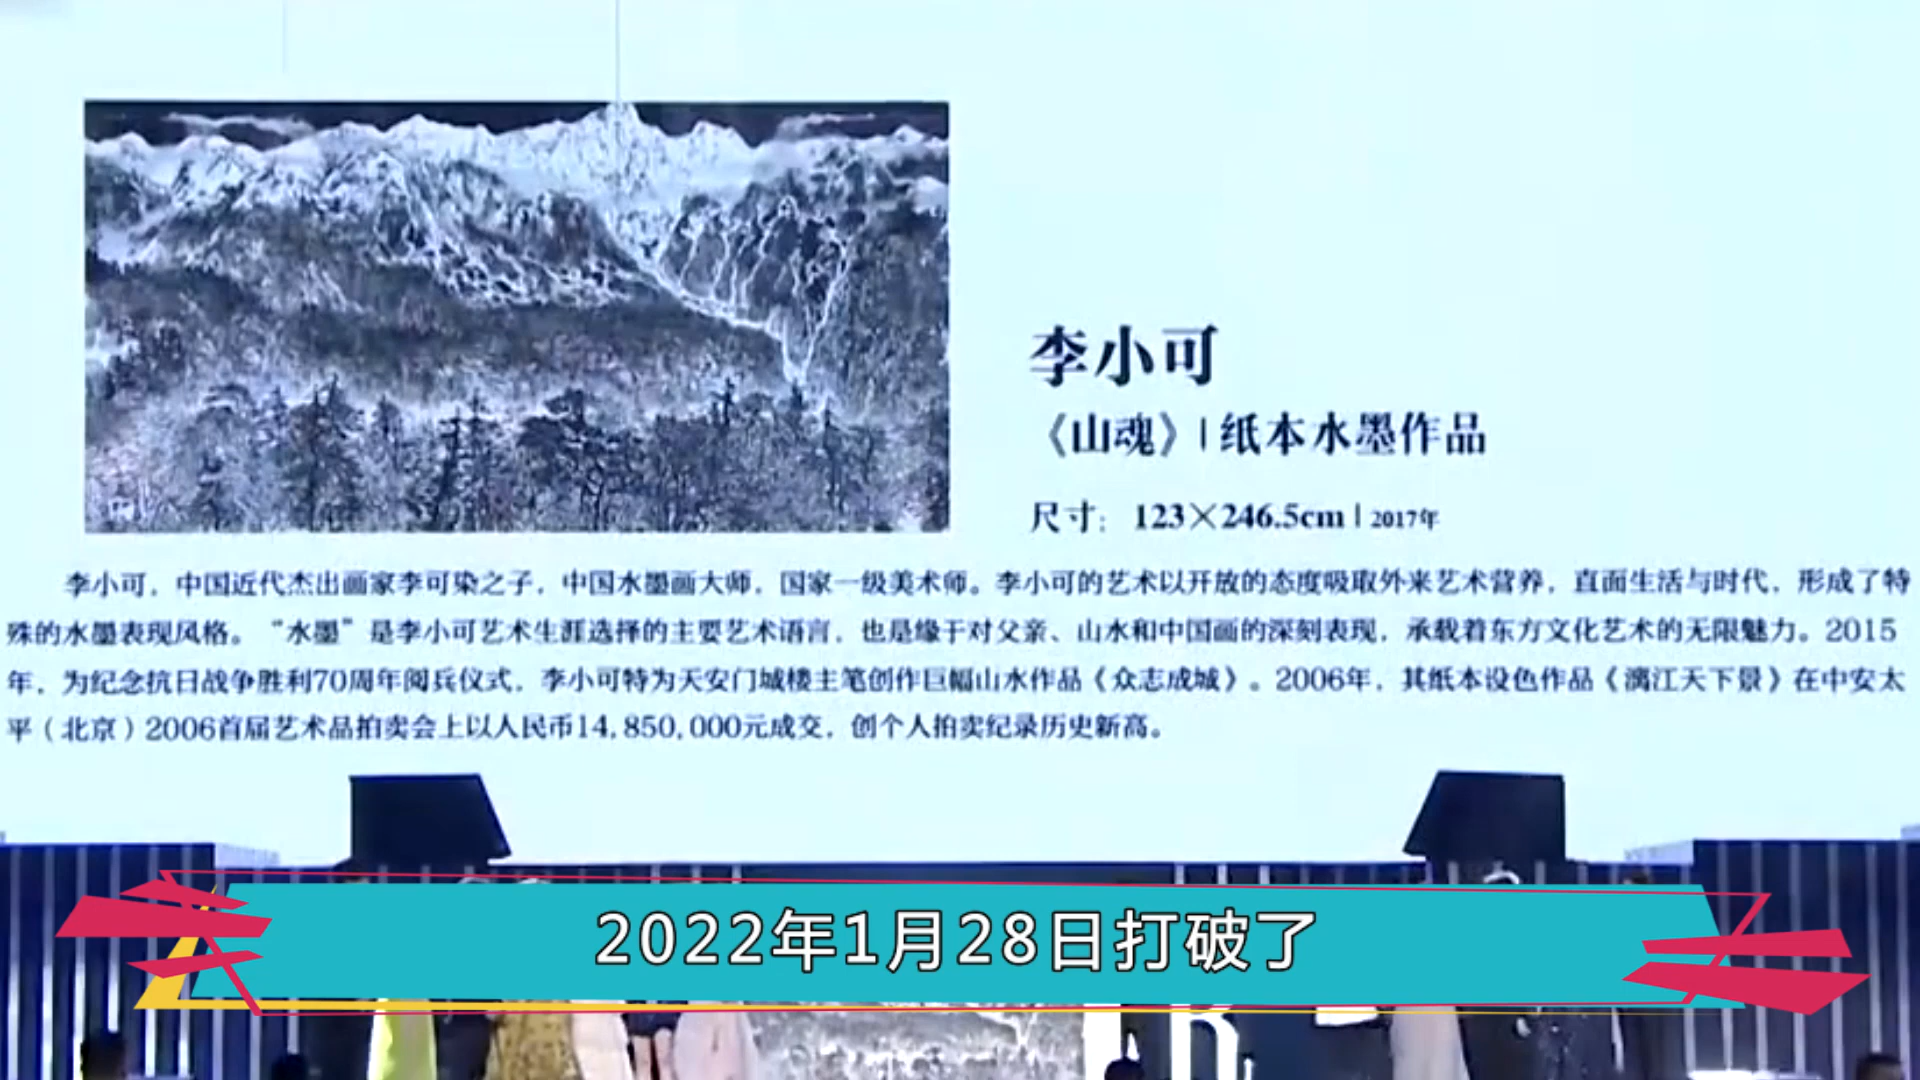 李小可
《山魂》 | 纸本水墨作品
尺寸： 123×246.5cm | 2017年
李小可，中国近代杰出画家李可染之子，中国水墨画大师，国家一级美术师。李小可的艺术以开放的态度吸取外来艺术营养，直面生活与时代，形成了特
殊的水墨表现风格。“水墨”是李小可艺术生涯选择的主要艺术语言，也是缘于对父亲、山水和中国画的深刻表现，承载着东方文化艺术的无限魅力。2015
年，为纪念抗日战争胜利70周年阅兵仪式，李小可特为天安门城楼主笔创作巨幅山水作品《众志成城》。2006年，其纸本设色作品《漓江天下景》在中安太
平（北京）2006首届艺术品拍卖会上以人民币14,850,000元成交，创个人拍卖纪录历史新高。
2022年1月28日打破了